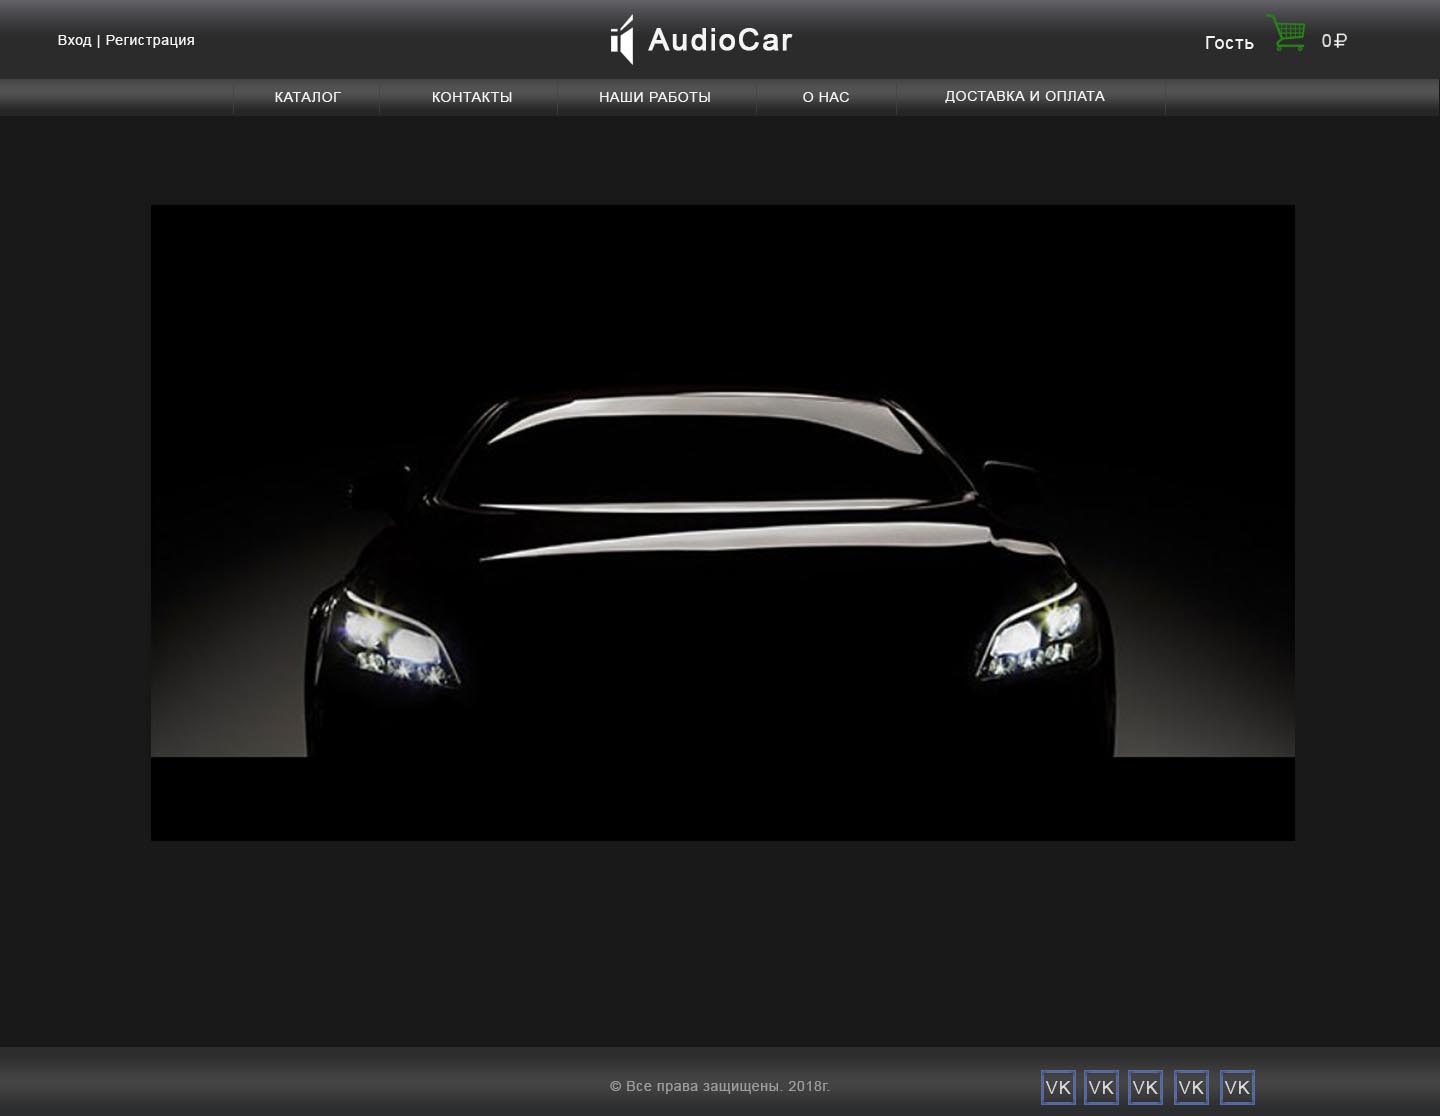 Вход | Регистрация
AudioCar
Гость
0₽
КАТАЛОГ
КОНТАКТЫ
НАШИ РАБОТЫ
О НАС
ДОСТАВКА И ОПЛАТА
© Все права защищены. 2018г.
VK VK VK VK VK